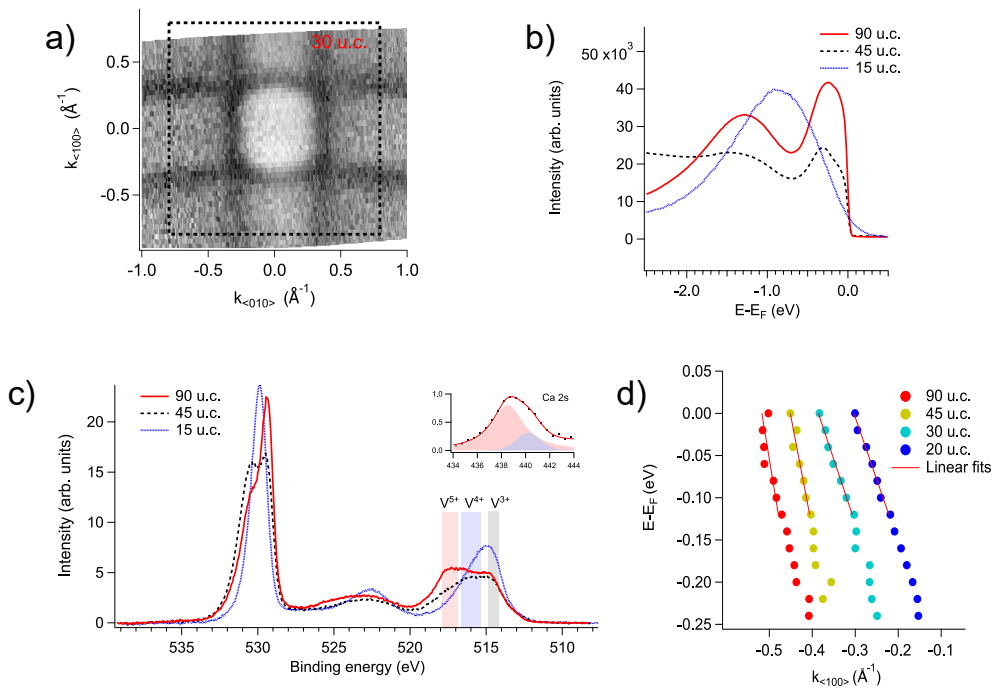 a)
30 u.c.
0.5
0.0
-0.5
k<100> (Å-1)
-1.0 -0.5 0.0 0.5 1.0
k<010> (Å-1)
b)
90 u.c.
45 u.c.
15 u.c.
50 x10³
40
30
20
10
0
Intensity (arb. units)
-2.0 -1.0 0.0
E-EF (eV)
c)
90 u.c.
45 u.c.
15 u.c.
20
15
10
5
0
Intensity (arb. units)
535 530 525 520 515 510
Binding energy (eV)
Ca 2s
1.0
0.5
0.0
434 436 438 440 442 444
V5+ V4+ V3+
d)
90 u.c.
45 u.c.
30 u.c.
20 u.c.
Linear fits
0.05
0.00
-0.05
-0.10
-0.15
-0.20
-0.25
E-EF (eV)
-0.5 -0.4 -0.3 -0.2 -0.1
k<100> (Å-1)